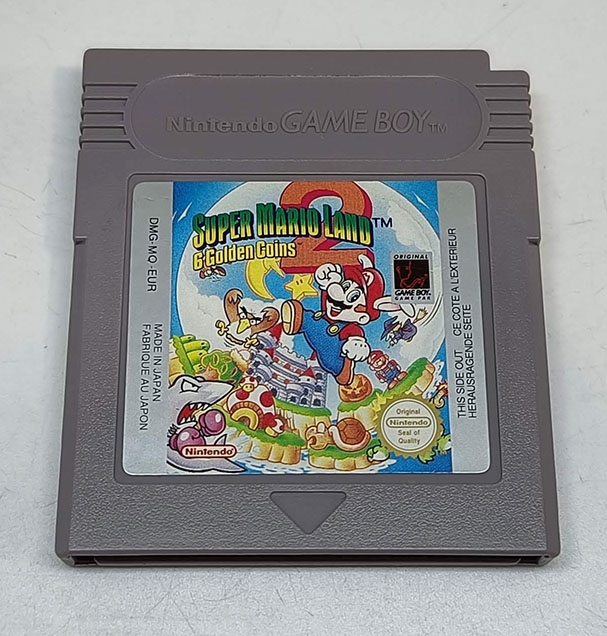 Nintendo GAME BOY TM
SUPER MARIO LAND 2 TM
6 Golden Coins
ORIGINAL
GAME BOY
GAME PAK
DMG-MQ-EUR
MADE IN JAPAN
FABRIQUE AU JAPON
THIS SIDE OUT CE COTE A L'EXTERIEUR
HERAUSRAGENDE SEITE
Original
Nintendo
Seal of
Quality
Nintendo